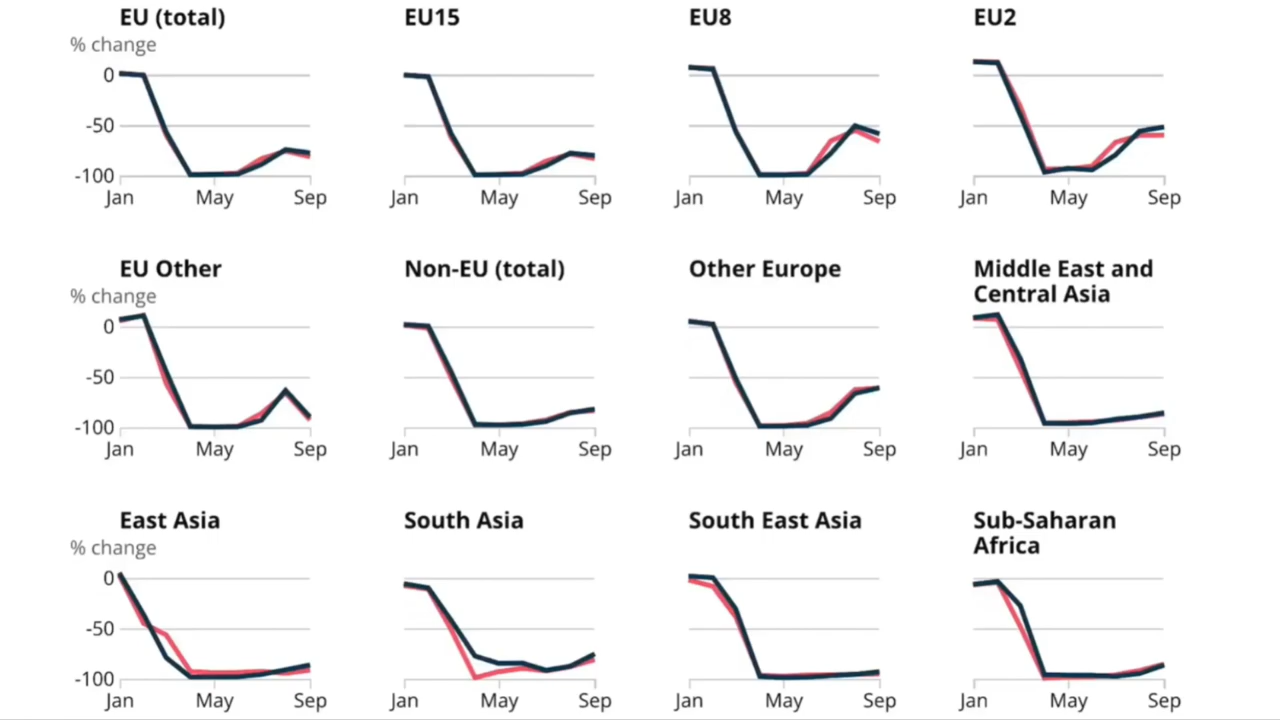 EU (total)
EU15
EU8
EU2
% change
0
-50
-100
Jan May Sep
Jan May Sep
Jan May Sep
Jan May Sep
EU Other
Non-EU (total)
Other Europe
Middle East and
Central Asia
% change
0
-50
-100
Jan May Sep
Jan May Sep
Jan May Sep
Jan May Sep
East Asia
South Asia
South East Asia
Sub-Saharan
Africa
% change
0
-50
-100
Jan May Sep
Jan May Sep
Jan May Sep
Jan May Sep